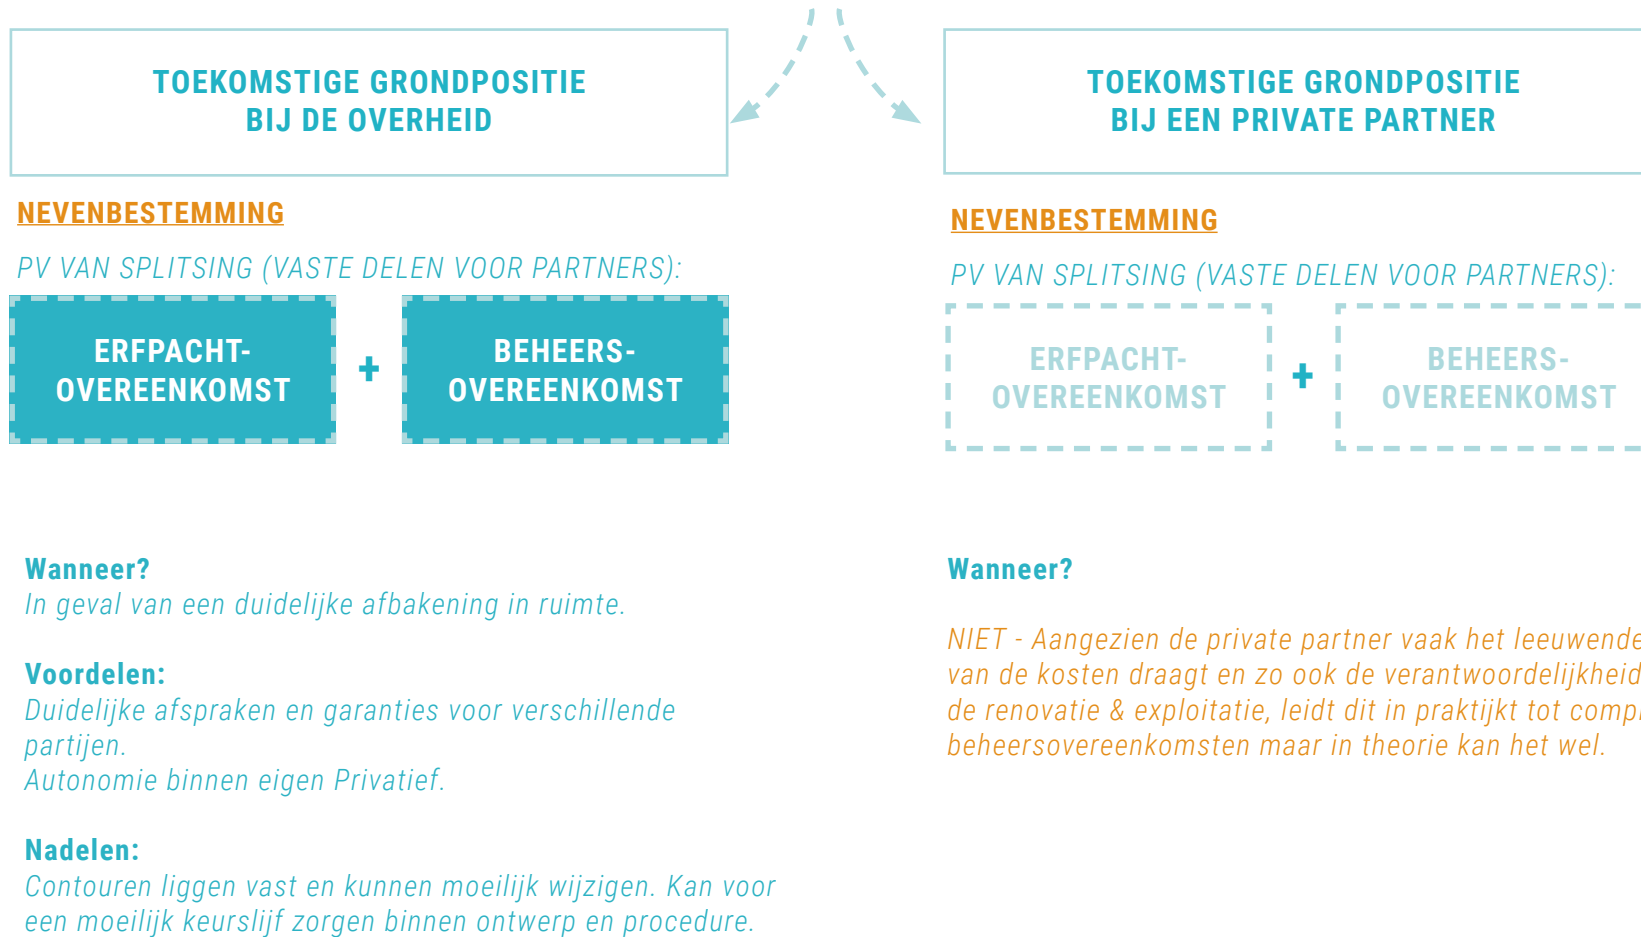 TOEKOMSTIGE GRONDPOSITIE
BIJ DE OVERHEID
NEVENBESTEMMING
PV VAN SPLITSING (VASTE DELEN VOOR PARTNERS):
ERFPACHT-
OVEREENKOMST
+
BEHEERS-
OVEREENKOMST
Wanneer?
In geval van een duidelijke afbakening in ruimte.
Voordelen:
Duidelijke afspraken en garanties voor verschillende
partijen.
Autonomie binnen eigen Privatief.
Nadelen:
Contouren liggen vast en kunnen moeilijk wijzigen. Kan voor
een moeilijk keurslijf zorgen binnen ontwerp en procedure.
TOEKOMSTIGE GRONDPOSITIE
BIJ EEN PRIVATE PARTNER
NEVENBESTEMMING
PV VAN SPLITSING (VASTE DELEN VOOR PARTNERS):
ERFPACHT-
OVEREENKOMST
+
BEHEERS-
OVEREENKOMST
Wanneer?
NIET - Aangezien de private partner vaak het
van de kosten draagt en zo ook de verantwoordelijkheid
de renovatie & exploitatie, leidt dit in praktijkt tot
beheersovereenkomsten maar in theorie kan het wel.